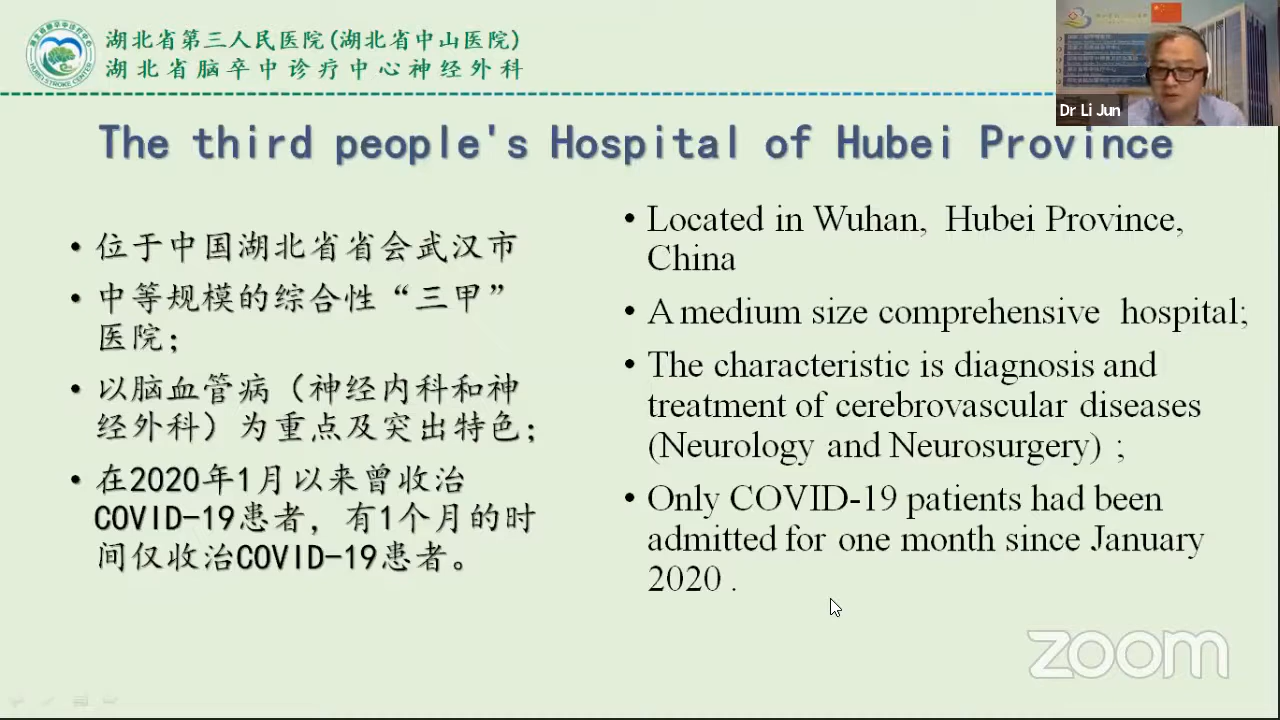 湖北省第三人民医院(湖北省中山医院)
湖北省脑卒中诊疗中心神经外科
Dr Li Jun
The third people's Hospital of Hubei Province
• 位于中国湖北省省会武汉市
• 中等规模的综合性“三甲”
医院；
• 以脑血管病（神经内科和神
经外科）为重点及突出特色；
• 在2020年1月以来曾收治
COVID-19患者，有1个月的时
间仅收治COVID-19患者。
• Located in Wuhan, Hubei Province,
China
• A medium size comprehensive hospital;
• The characteristic is diagnosis and
treatment of cerebrovascular diseases
(Neurology and Neurosurgery) ;
• Only COVID-19 patients had been
admitted for one month since January
2020 .
zoom